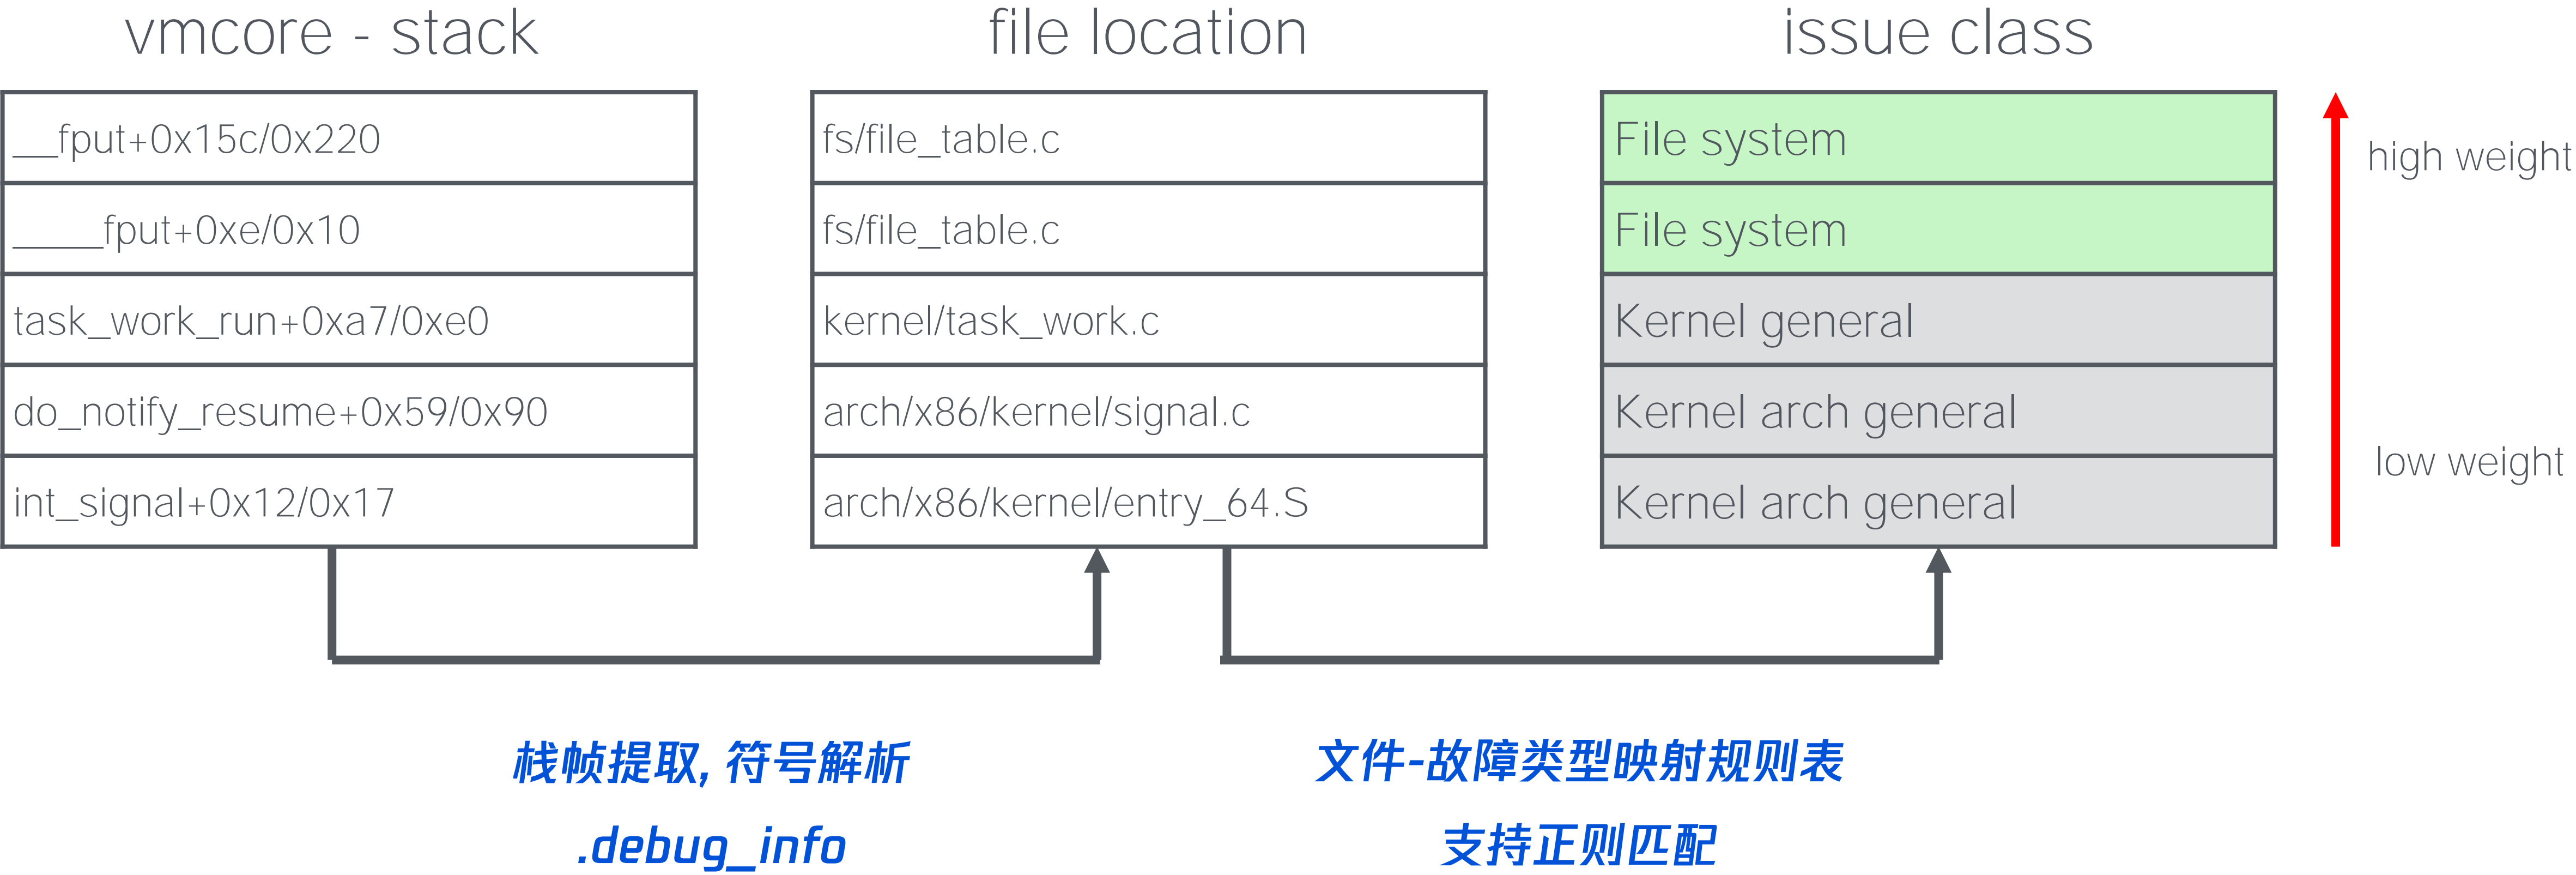 vmcore - stack
file location
issue class
__fput+0x15c/0x220
fs/file_table.c
File system
high weight
____fput+0xe/0x10
fs/file_table.c
File system
task_work_run+0xa7/0xe0
kernel/task_work.c
Kernel general
do_notify_resume+0x59/0x90
arch/x86/kernel/signal.c
Kernel arch general
low weight
int_signal+0x12/0x17
arch/x86/kernel/entry_64.S
Kernel arch general
栈帧提取, 符号解析
.debug_info
文件-故障类型映射规则表
支持正则匹配